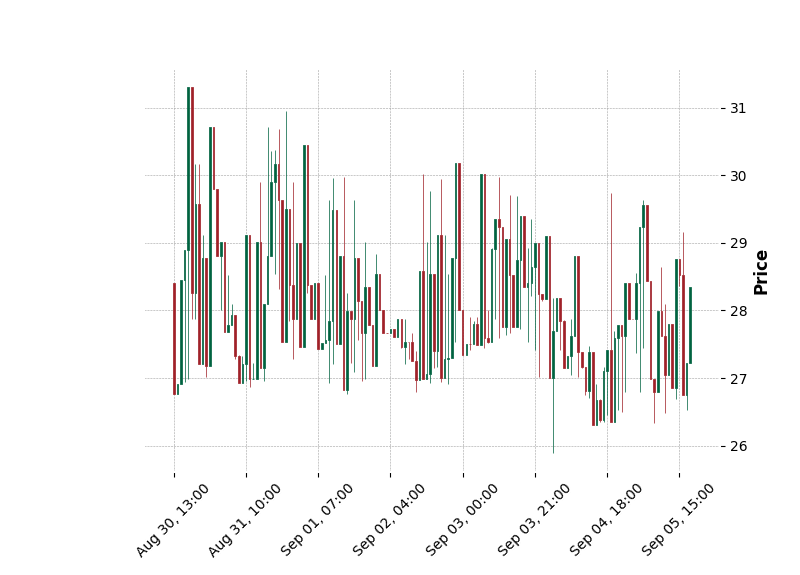 31
30
29
28
27
26
Price
Aug 30, 13:00
Aug 31, 10:00
Sep 01, 07:00
Sep 02, 04:00
Sep 03, 00:00
Sep 03, 21:00
Sep 04, 18:00
Sep 05, 15:00